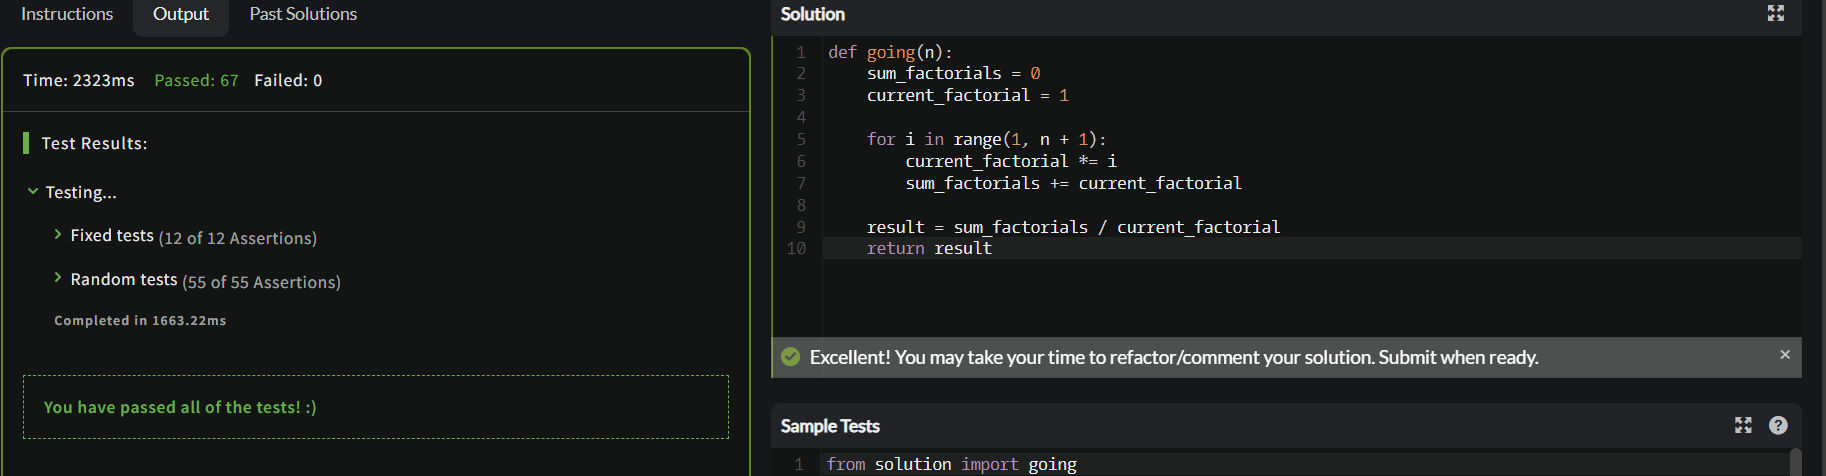 Instructions Output Past Solutions
Time: 2323ms Passed: 67 Failed: 0
Test Results:
Testing...
Fixed tests (12 of 12 Assertions)
Random tests (55 of 55 Assertions)
Completed in 1663.22ms
You have passed all of the tests! :)
Solution
1 def going(n):
2     sum_factorials = 0
3     current_factorial = 1
4
5     for i in range(1, n + 1):
6         current_factorial *= i
7         sum_factorials += current_factorial
8
9     result = sum_factorials / current_factorial
10     return result
Excellent! You may take your time to refactor/comment your solution. Submit when ready. ×
Sample Tests ?
1 from solution import going